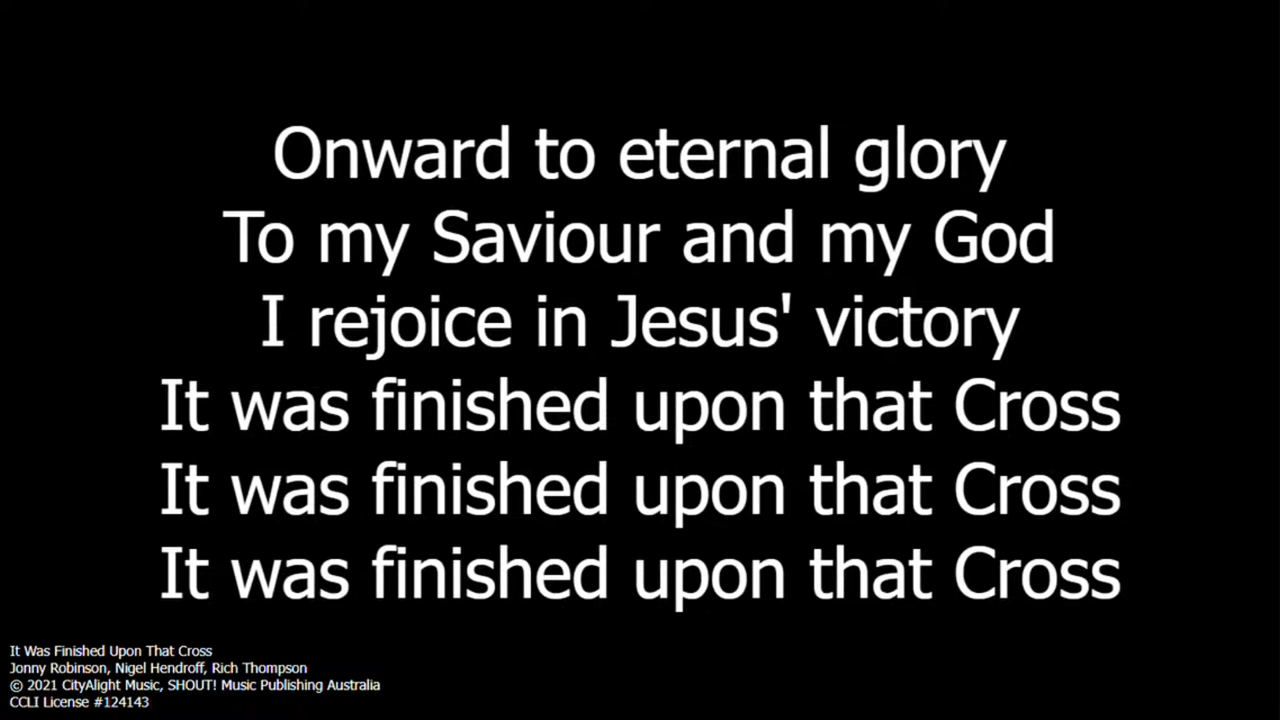 Onward to eternal glory
To my Saviour and my God
I rejoice in Jesus' victory
It was finished upon that Cross
It was finished upon that Cross
It was finished upon that Cross
It Was Finished Upon That Cross
Jonny Robinson, Nigel Hendroff, Rich Thompson
© 2021 CityAlight Music, SHOUT! Music Publishing Australia
CCLI License #124143